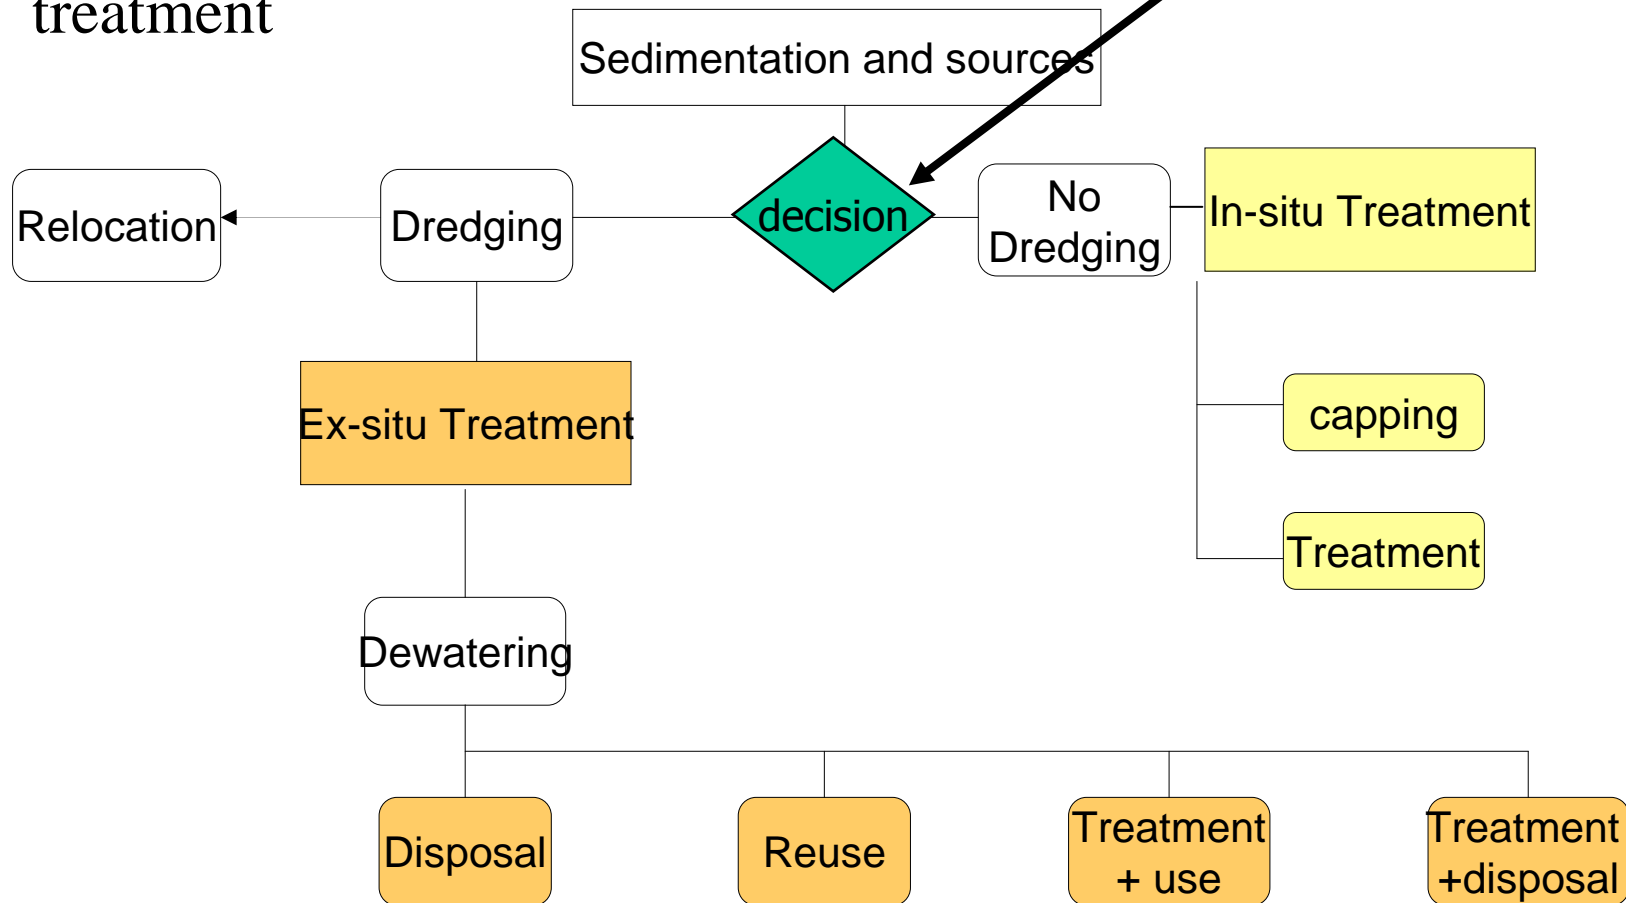 treatment
Sedimentation and sources
Relocation
Dredging
decision
No
Dredging
In-situ Treatment
Ex-situ Treatment
capping
Treatment
Dewatering
Disposal
Reuse
Treatment
+ use
Treatment
+disposal